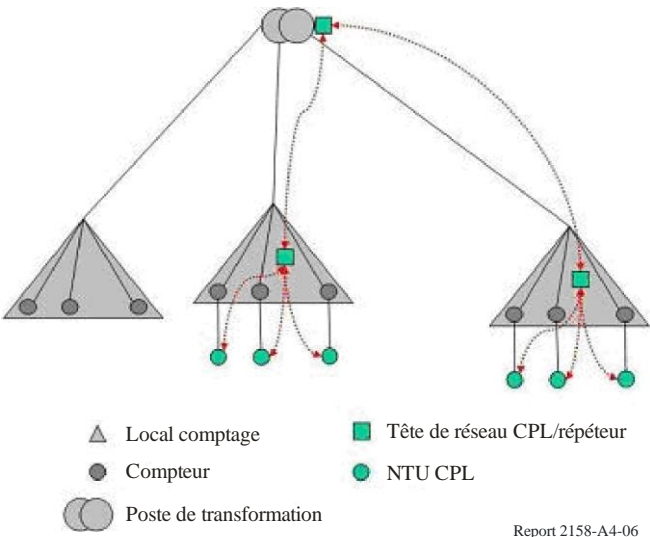 Local comptage
Tête de réseau CPL/répéteur
Compteur
NTU CPL
Poste de transformation
Report 2158-A4-06